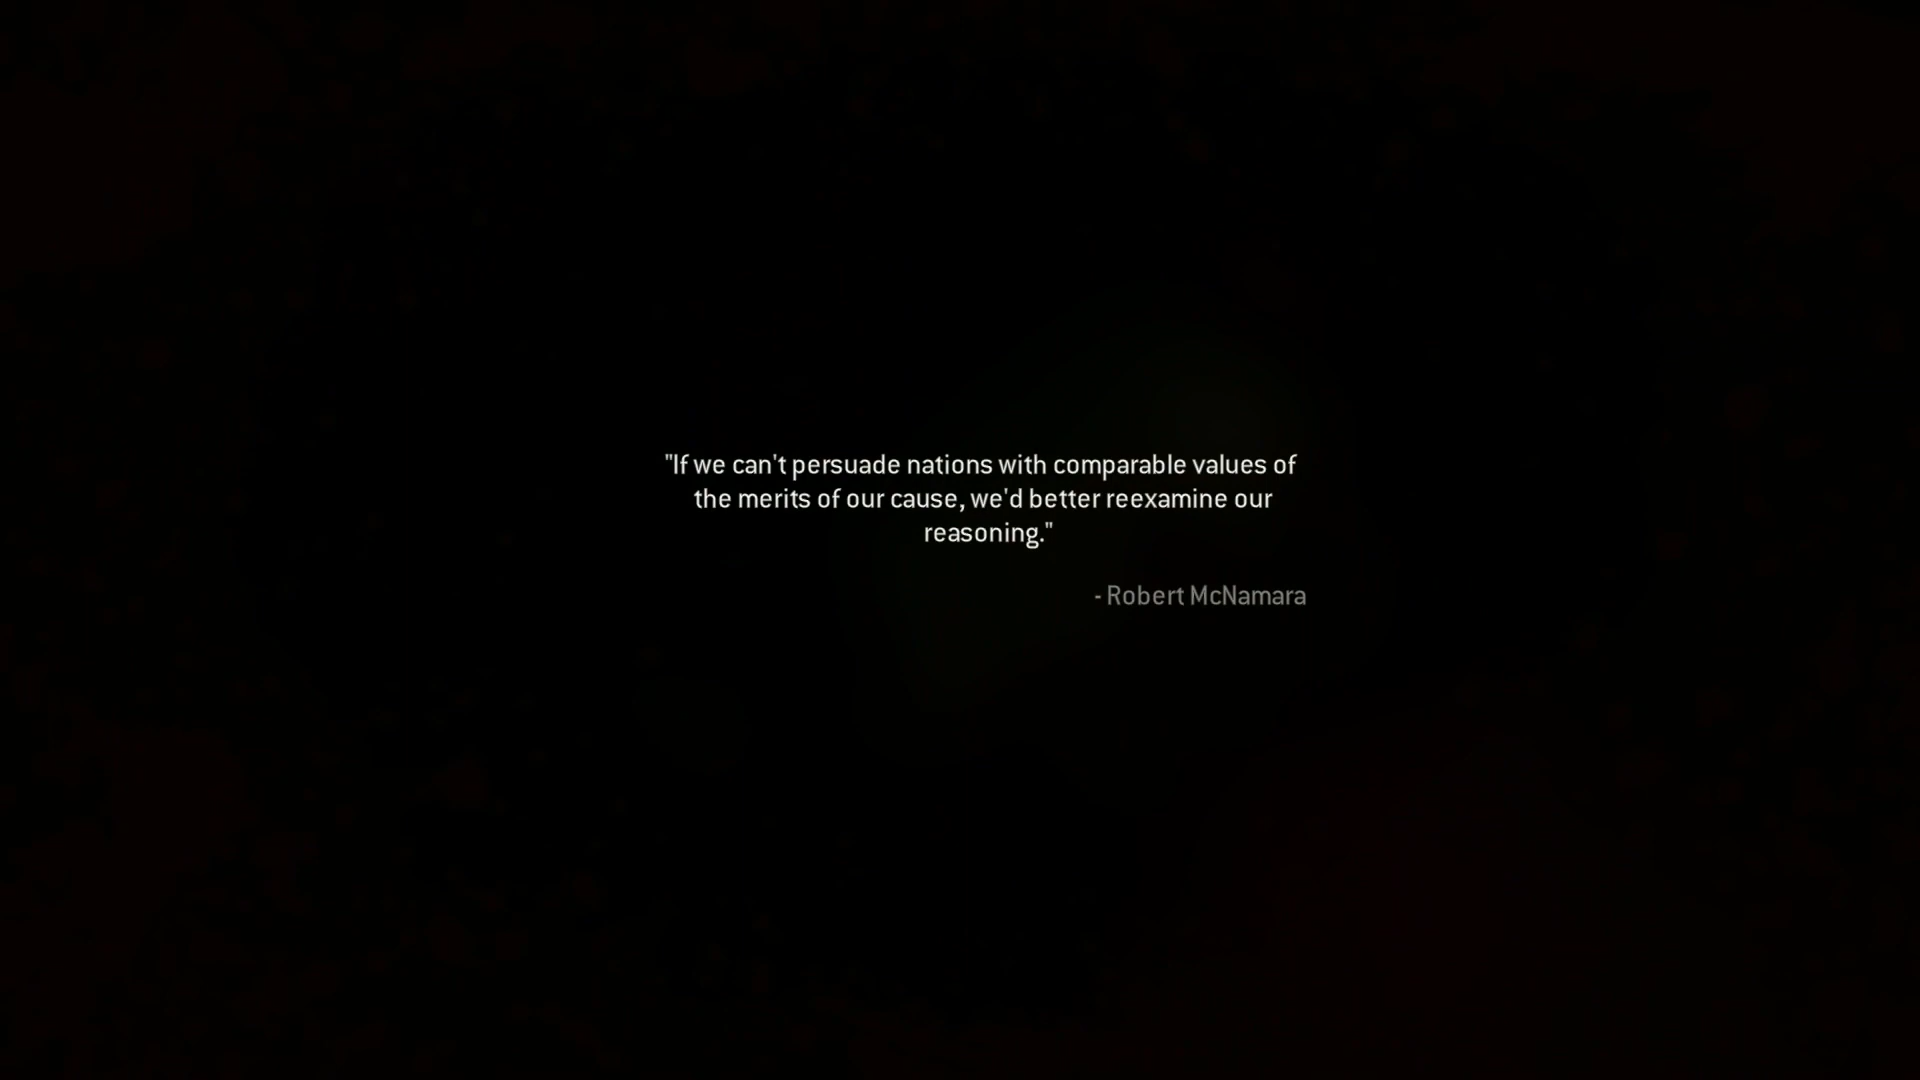 "If we can't persuade nations with comparable values of
the merits of our cause, we'd better reexamine our
reasoning."
- Robert McNamara